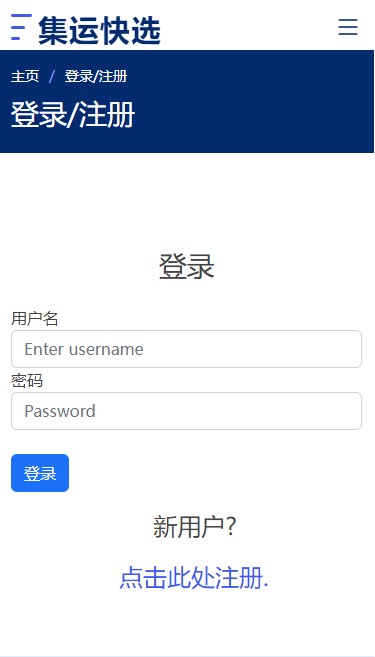 集运快选
主页 / 登录/注册
登录/注册
登录
用户名
Enter username
密码
Password
登录
新用户?
点击此处注册.